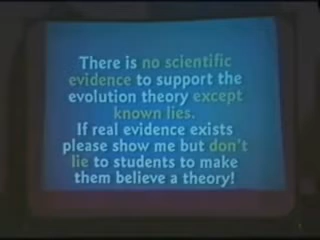 There is no scientific
evidence to support the
evolution theory except
known lies.
If real evidence exists
please show me but don't
lie to students to make
them believe a theory!